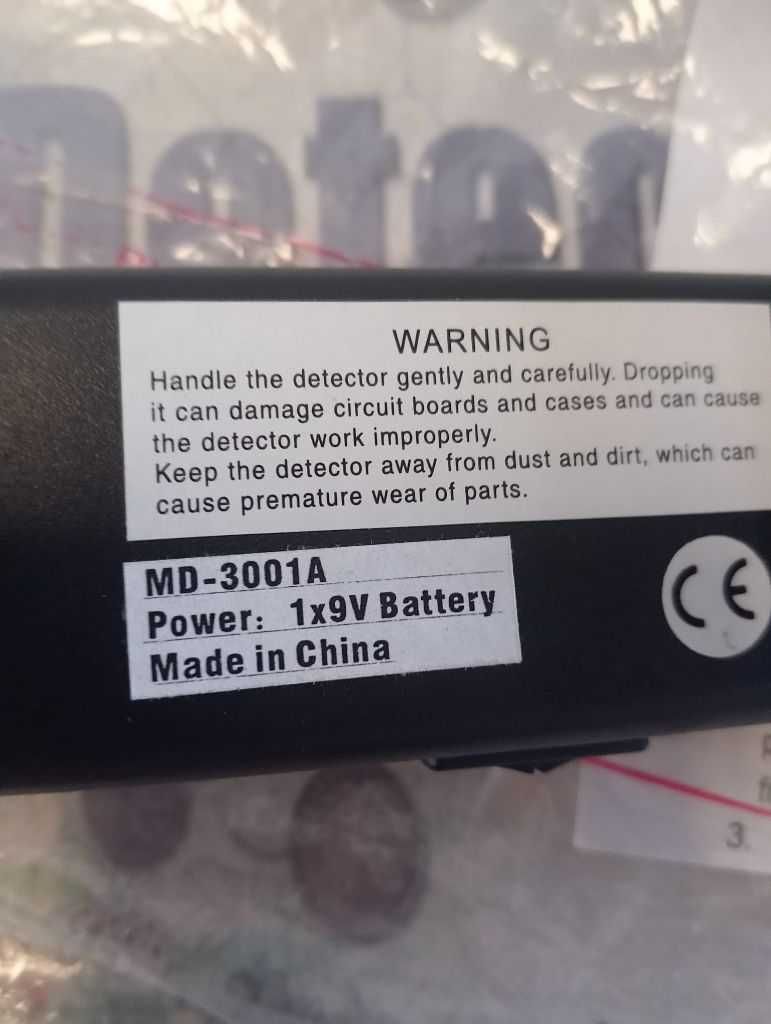 WARNING
Handle the detector gently and carefully. Dropping
it can damage circuit boards and cases and can cause
the detector work improperly.
Keep the detector away from dust and dirt, which can
cause premature wear of parts.
MD-3001A
Power: 1x9V Battery
Made in China
CE
3.